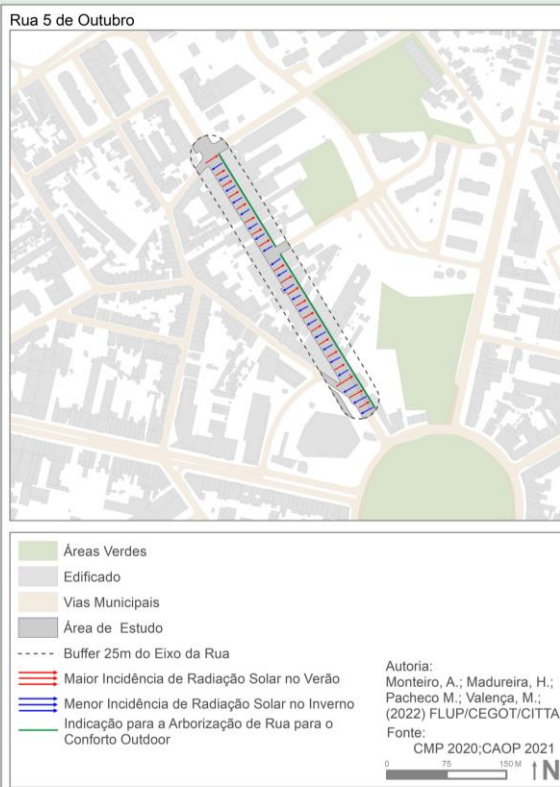 Rua 5 de Outubro
Áreas Verdes
Edificado
Vias Municipais
Área de Estudo
Buffer 25m do Eixo da Rua
Maior Incidência de Radiação Solar no Verão
Menor Incidência de Radiação Solar no Inverno
Indicação para a Arborização de Rua para o
Conforto Outdoor
Autoria:
Monteiro, A.; Madureira, H.;
Pacheco M.; Valença, M.;
(2022) FLUP/CEGOT/CITTA
Fonte:
CMP 2020;CAOP 2021
0 75 150 M
N